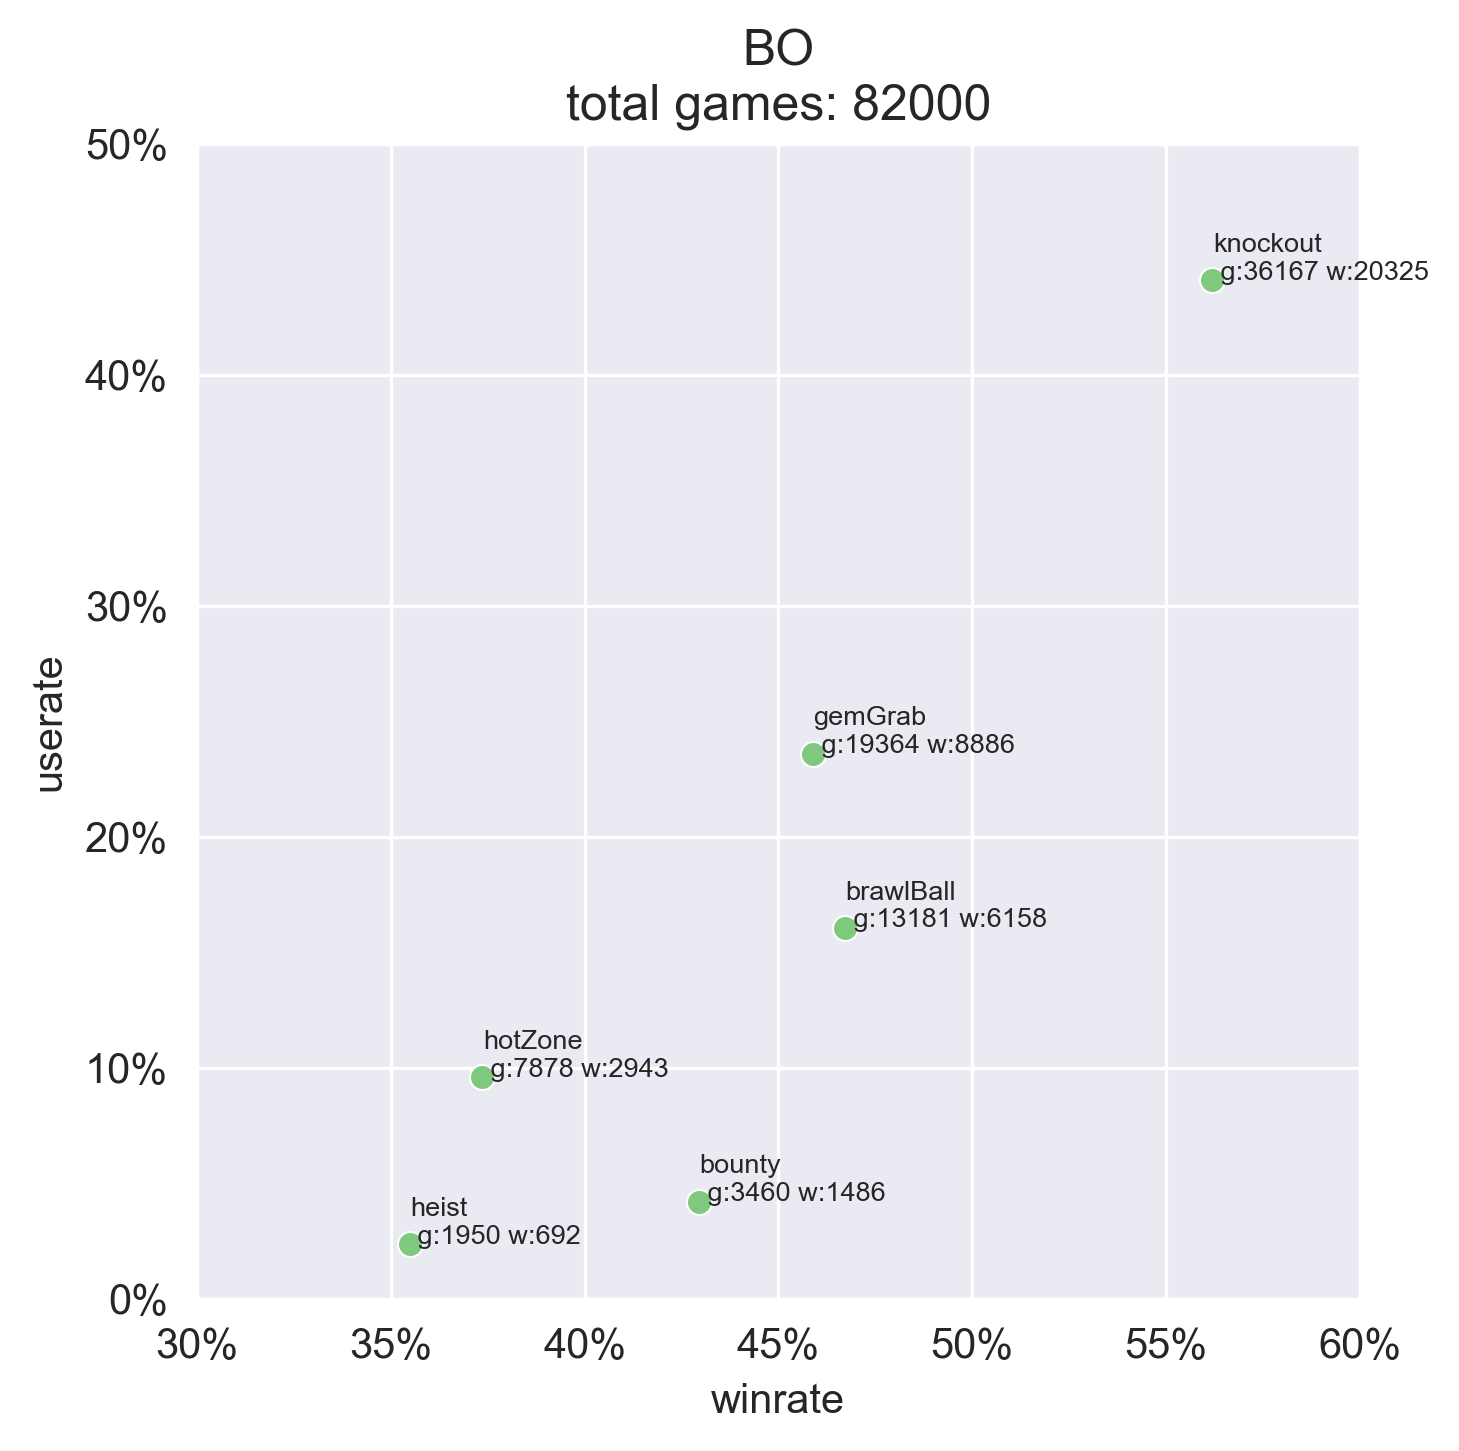 BO
total games: 82000
50%
knockout
g:36167 w:20325
40%
30%
userate
gemGrab
g:19364 w:8886
20%
brawlBall
g:13181 w:6158
hotZone
10%
g:7878 w:2943
bounty
g:3460 w:1486
heist
g:1950 w:692
0%
30% 35% 40% 45% 50% 55% 60%
winrate